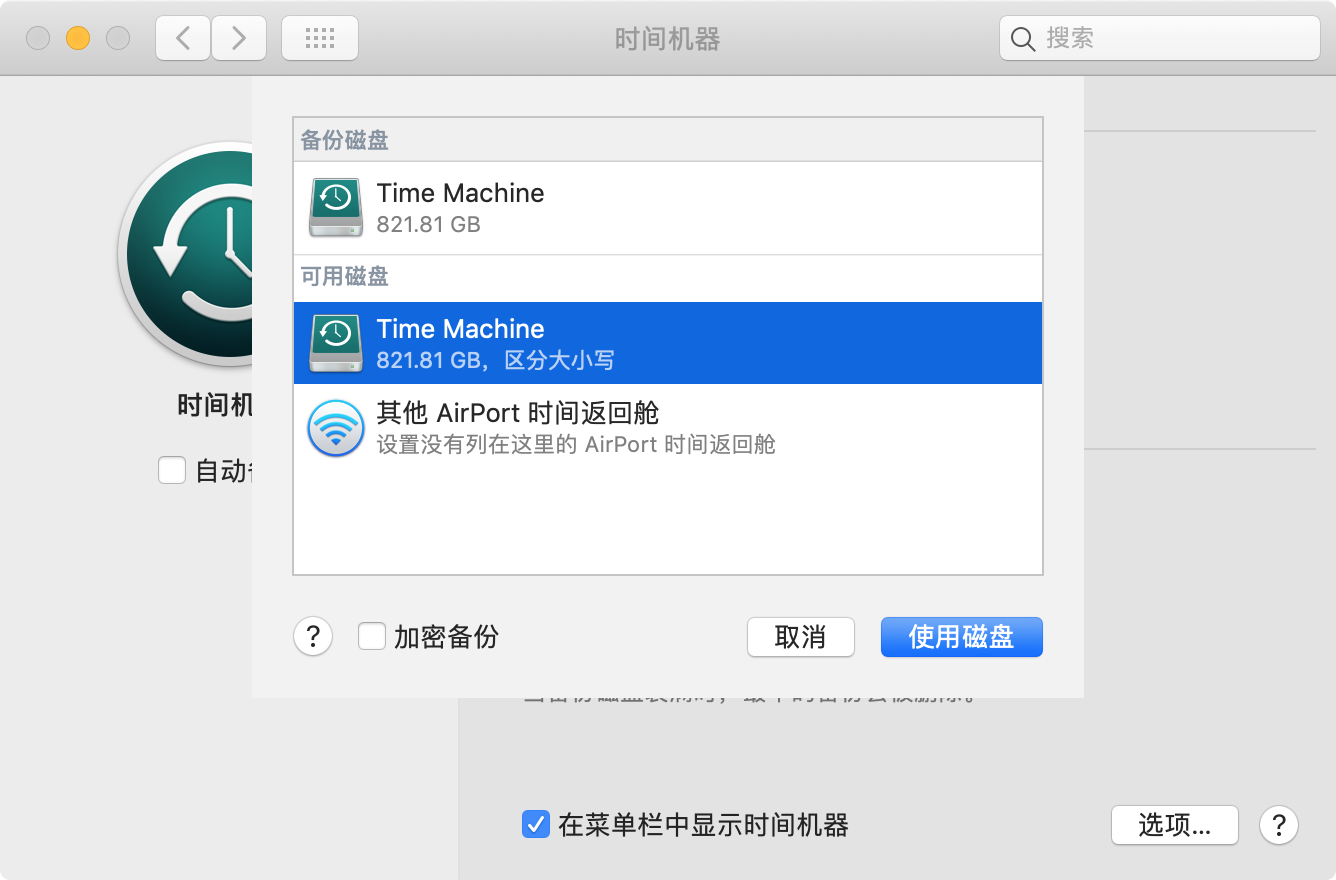 时间机器
搜索
备份磁盘
Time Machine
821.81 GB
可用磁盘
Time Machine
821.81 GB，区分大小写
其他 AirPort 时间返回舱
设置没有列在这里的 AirPort 时间返回舱
时间机
自动
? 加密备份 取消 使用磁盘
在菜单栏中显示时间机器 选项... ?